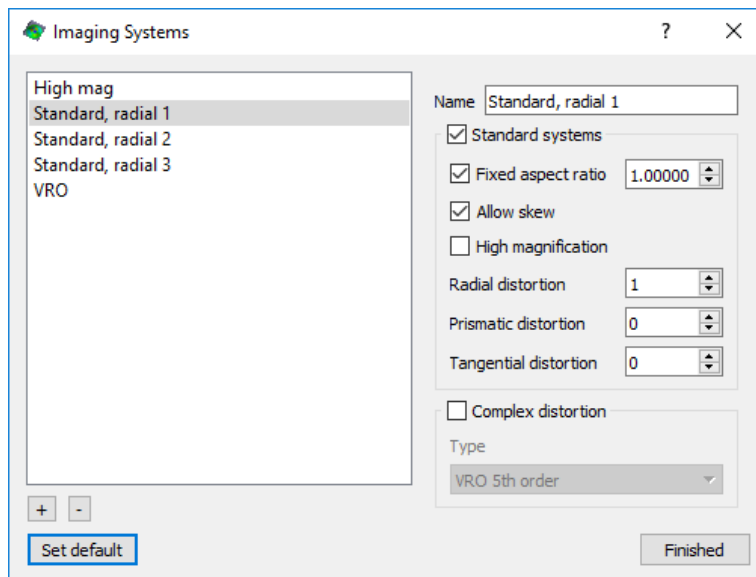 Imaging Systems
?
High mag
Standard, radial 1
Standard, radial 2
Standard, radial 3
VRO
+ -
Set default
Name Standard, radial 1
Standard systems
Fixed aspect ratio 1.00000
Allow skew
High magnification
Radial distortion 1
Prismatic distortion 0
Tangential distortion 0
Complex distortion
Type
VRO 5th order
Finished